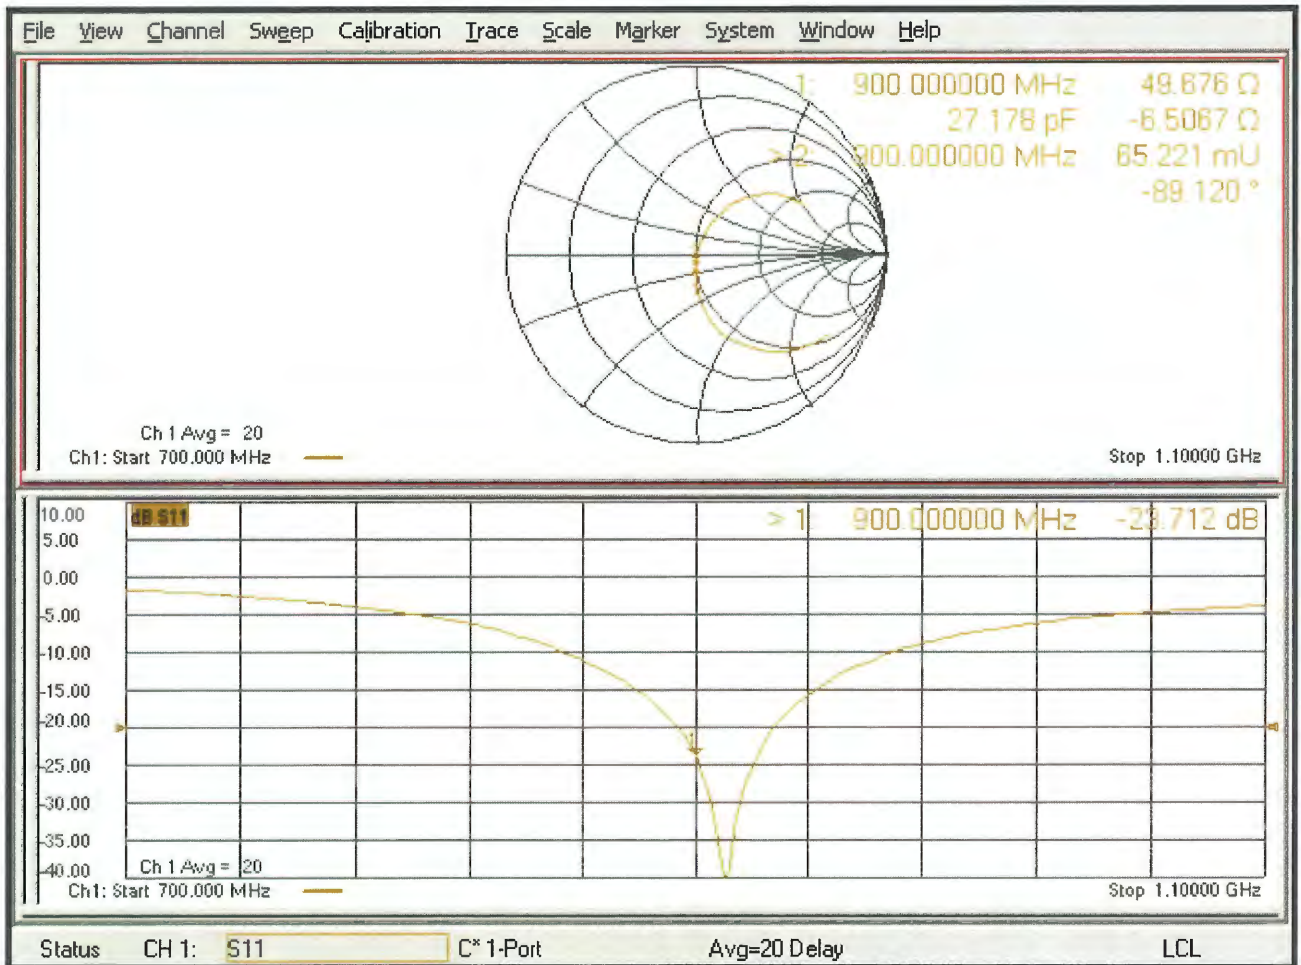 File View Channel Sweep Calibration Trace Scale Marker System Window Help
1: 900.000000 MHz 49.676 Ω
27.178 pF -6.5067 Ω
> 2: 900.000000 MHz 65.221 mU
-89.120 °
Ch 1 Avg = 20
Ch1: Start 700.000 MHz Stop 1.10000 GHz
10.00 dB S11 > 1: 900.000000 MHz -23.712 dB
5.00
0.00
-5.00
-10.00
-15.00
-20.00
1
-25.00
-30.00
-35.00
-40.00 Ch 1 Avg = 20
Ch1: Start 700.000 MHz Stop 1.10000 GHz
Status CH 1: S11 C* 1-Port Avg=20 Delay LCL